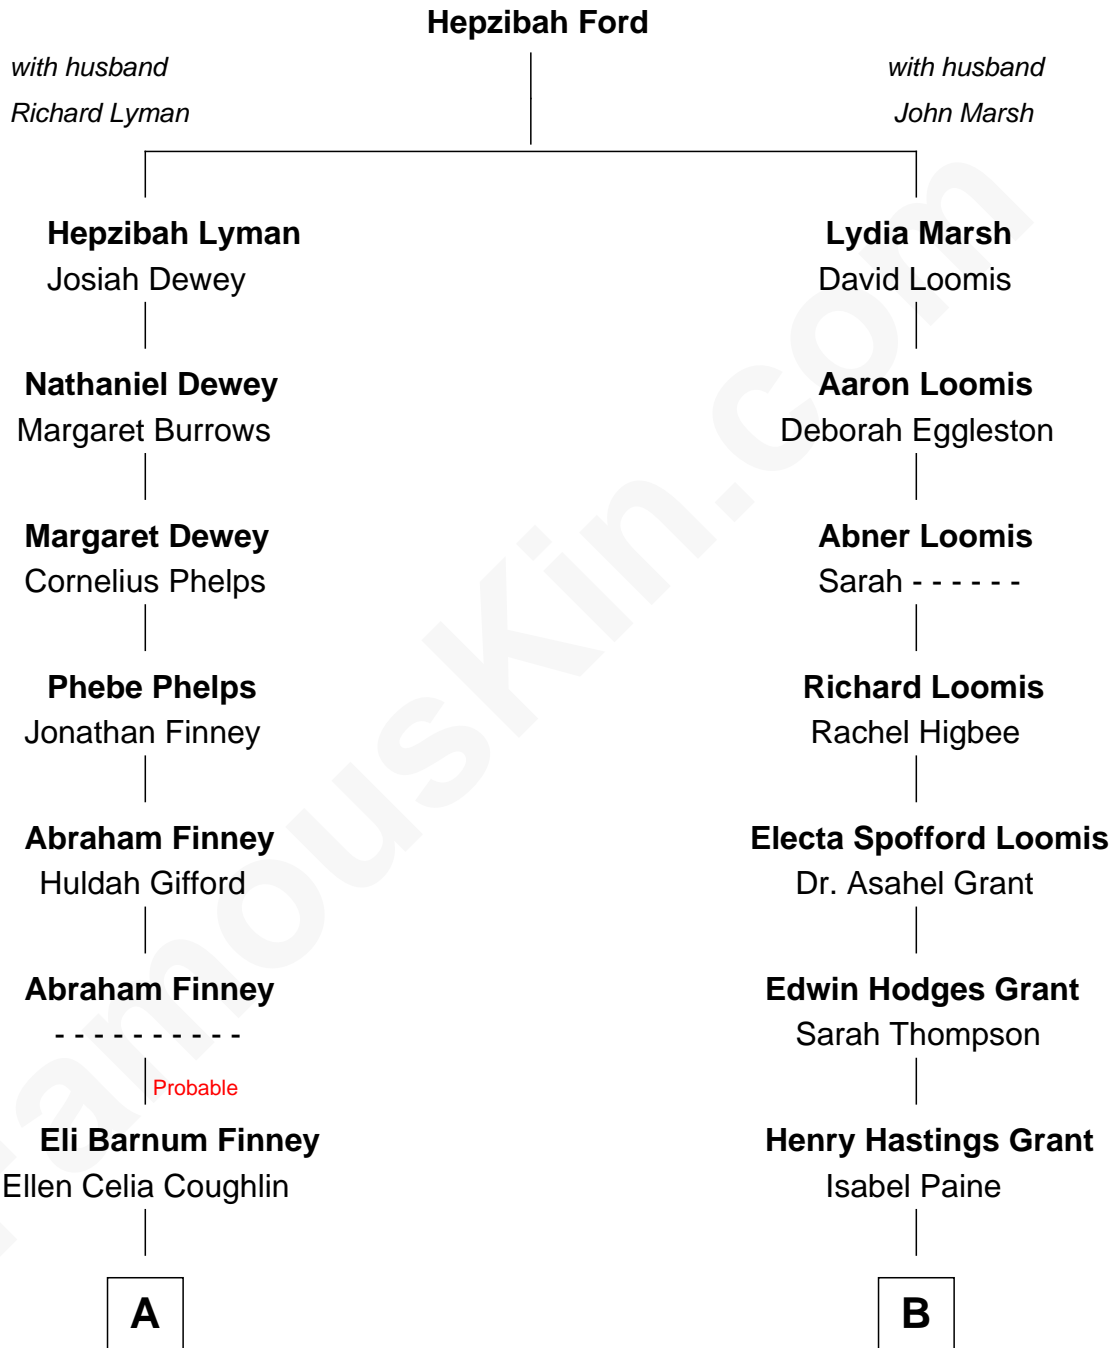 Hepzibah Ford
with husband
Richard Lyman
with husband
John Marsh
Hepzibah Lyman
Josiah Dewey
Lydia Marsh
David Loomis
Nathaniel Dewey
Margaret Burrows
Aaron Loomis
Deborah Eggleston
Margaret Dewey
Cornelius Phelps
Abner Loomis
Sarah - - - - - -
Phebe Phelps
Jonathan Finney
Richard Loomis
Rachel Higbee
Abraham Finney
Huldah Gifford
Electa Spofford Loomis
Dr. Asahel Grant
Abraham Finney
- - - - - - - - - -
Edwin Hodges Grant
Sarah Thompson
Probable
Eli Barnum Finney
Ellen Celia Coughlin
Henry Hastings Grant
Isabel Paine
A
B
FamousKin.com